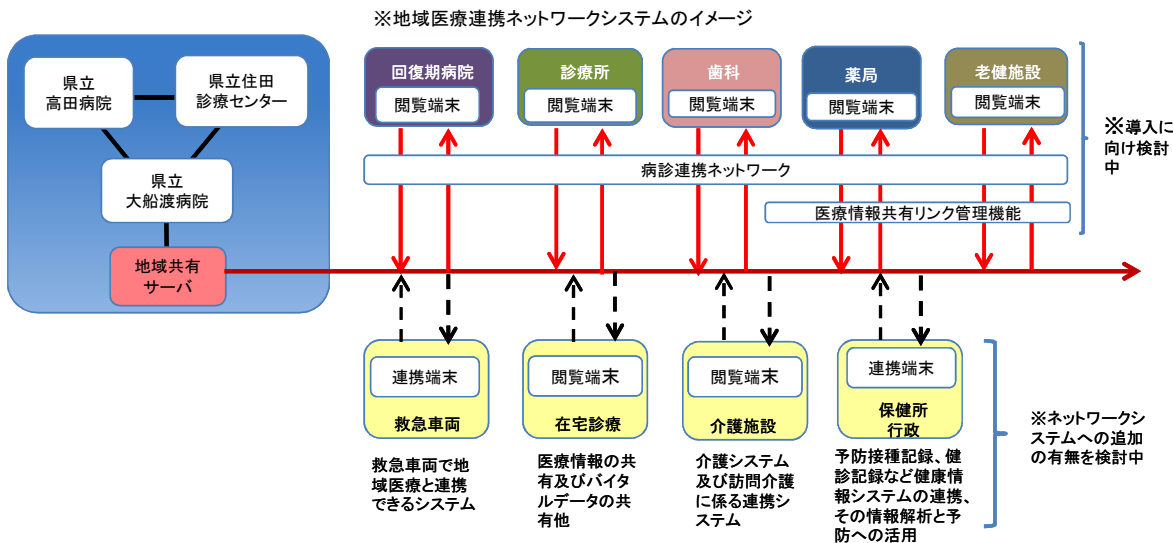 ※地域医療連携ネットワークシステムのイメージ
県立
高田病院
県立住田
診療センター
県立
大船渡病院
地域共有
サーバ
回復期病院
閲覧端末
診療所
閲覧端末
歯科
閲覧端末
薬局
閲覧端末
老健施設
閲覧端末
※導入に
向け検討
中
病診連携ネットワーク
医療情報共有リンク管理機能
連携端末
救急車両
閲覧端末
在宅診療
閲覧端末
介護施設
連携端末
保健所
行政
※ネットワークシ
ステムへの追加
の有無を検討中
救急車両で地
域医療と連携
できるシステム
医療情報の共
有及びバイタ
ルデータの共
有他
介護システム
及び訪問介護
に係る連携シ
ステム
予防接種記録、健
診記録など健康情
報システムの連携、
その情報解析と予
防への活用